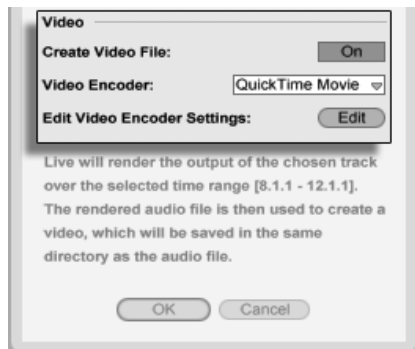 Video
Create Video File: On
Video Encoder: QuickTime Movie
Edit Video Encoder Settings: Edit
Live will render the output of the chosen track
over the selected time range [8.1.1 - 12.1.1].
The rendered audio file is then used to create a
video, which will be saved in the same
directory as the audio file.
OK Cancel